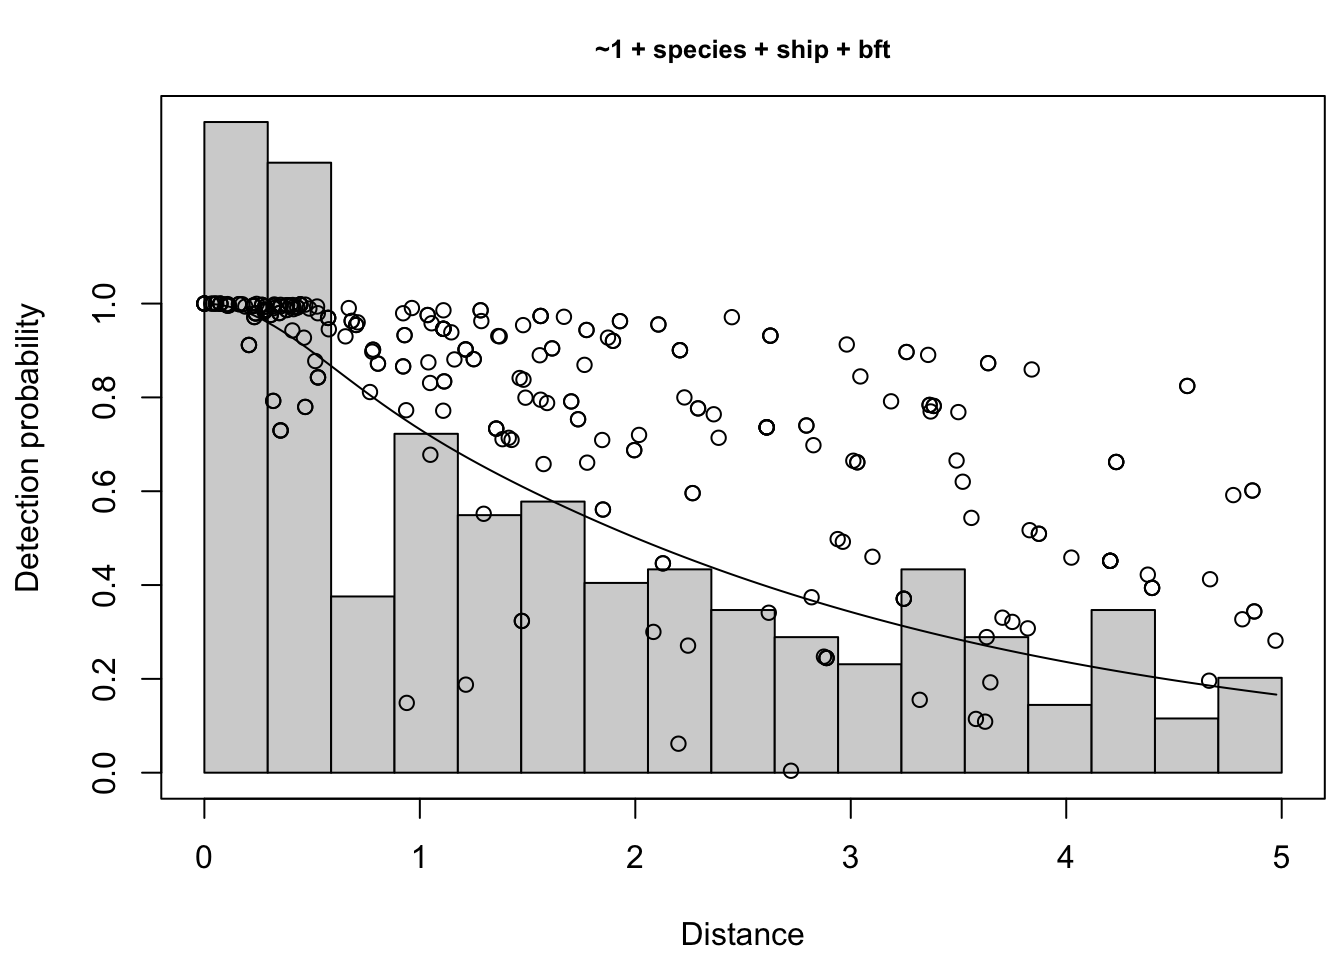 ~1 + species + ship + bft
Detection probability
1.0
0.8
0.6
0.4
0.2
0.0
0 1 2 3 4 5
Distance